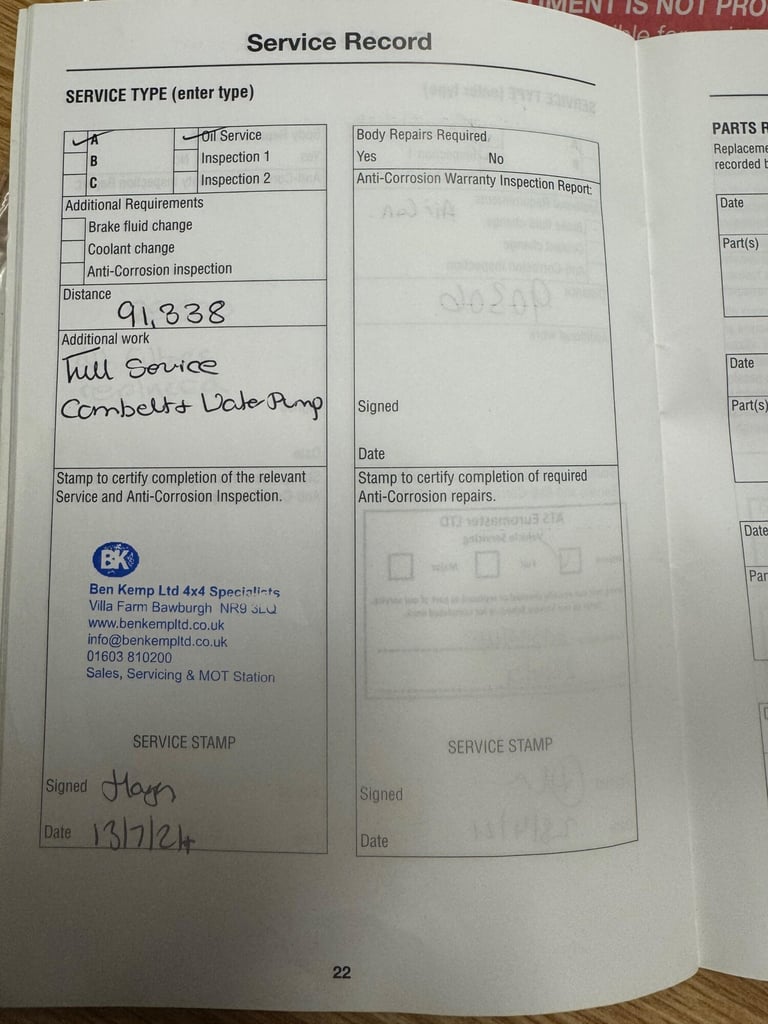 MENT IS NOT PRO
Service Record
SERVICE TYPE (enter type)
A Oil Service
B Inspection 1
C Inspection 2
Additional Requirements
Brake fluid change
Coolant change
Anti-Corrosion inspection
Distance
91,338
Additional work
Full Service
Cambelt + Water Pump
Stamp to certify completion of the relevant
Service and Anti-Corrosion Inspection.
BK
Ben Kemp Ltd 4x4 Specialists
Villa Farm Bawburgh NR9 3LQ
www.benkempltd.co.uk
info@benkempltd.co.uk
01603 810200
Sales, Servicing & MOT Station
SERVICE STAMP
Signed
Date 13/7/24
Body Repairs Required
Yes No
Anti-Corrosion Warranty Inspection Report:
Signed
Date
Stamp to certify completion of required
Anti-Corrosion repairs.
SERVICE STAMP
Signed
Date
22
PARTS R
Replaceme
recorded b
Date
Part(s)
Date
Part(s)
Date
Par